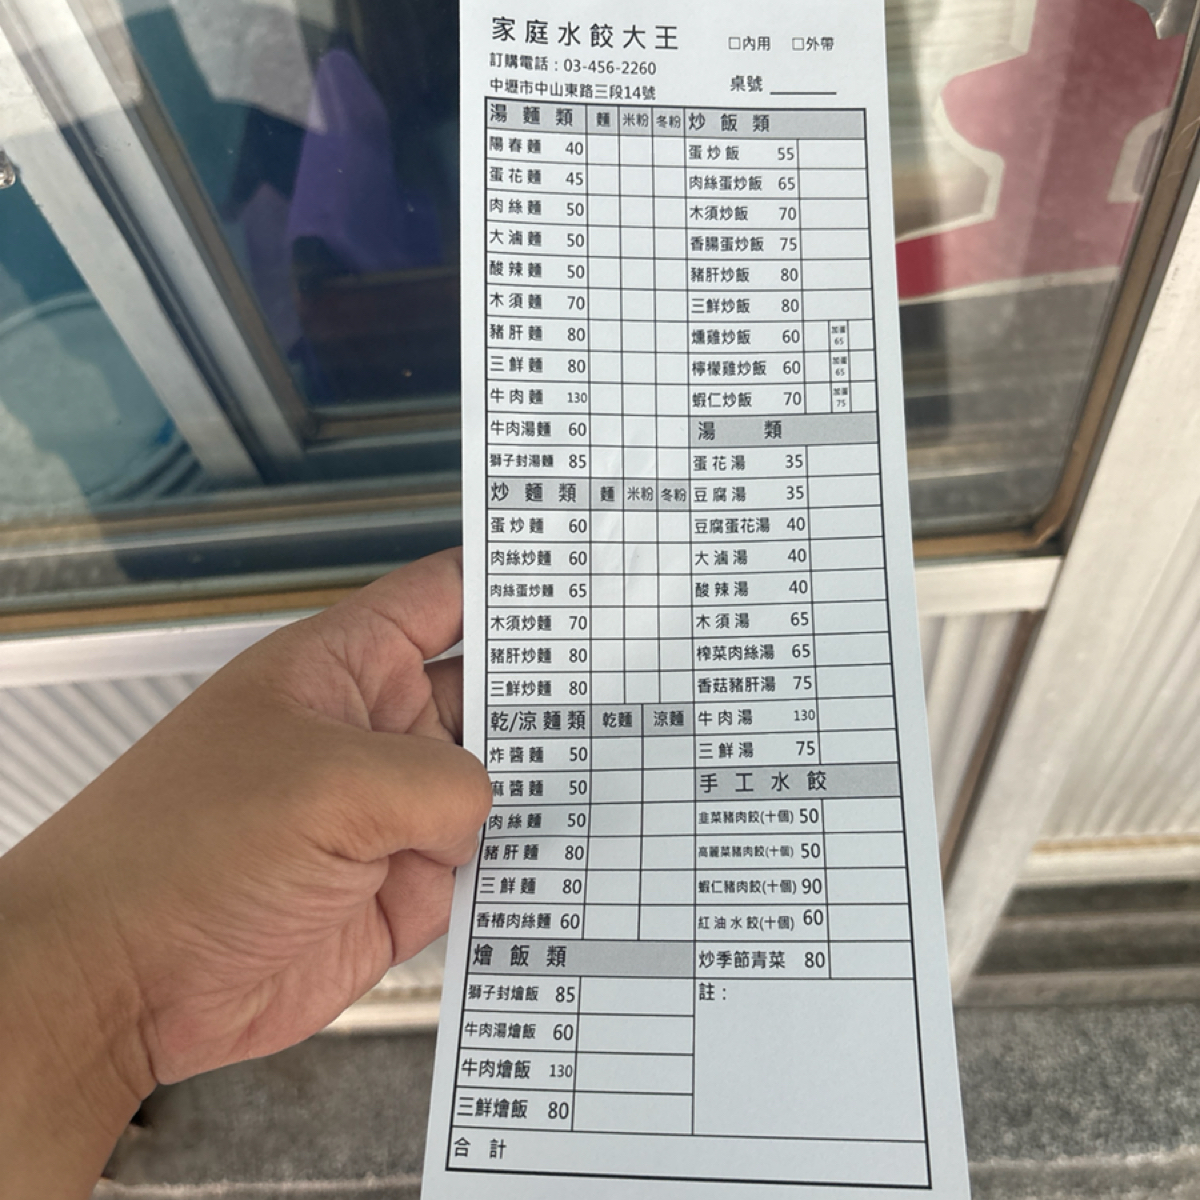 家庭水餃大王
□內用 □外帶
訂購電話：03-456-2260
中壢市中山東路三段14號
桌號
湯麵類 麵 米粉 冬粉
陽春麵 40
蛋花麵 45
肉絲麵 50
大滷麵 50
酸辣麵 50
木須麵 70
豬肝麵 80
三鮮麵 80
牛肉麵 130
牛肉湯麵 60
獅子封湯麵 85
炒麵類 麵 米粉 冬粉
蛋炒麵 60
肉絲炒麵 60
肉絲蛋炒麵 65
木須炒麵 70
豬肝炒麵 80
三鮮炒麵 80
乾/涼麵類 乾麵 涼麵
炸醬麵 50
麻醬麵 50
肉絲麵 50
豬肝麵 80
三鮮麵 80
香椿肉絲麵 60
燴飯類
獅子封燴飯 85
牛肉湯燴飯 60
牛肉燴飯 130
三鮮燴飯 80
炒飯類
蛋炒飯 55
肉絲蛋炒飯 65
木須炒飯 70
香腸蛋炒飯 75
豬肝炒飯 80
三鮮炒飯 80
燻雞炒飯 60 加蛋 65
檸檬雞炒飯 60 加蛋 65
蝦仁炒飯 70 加蛋 75
湯類
蛋花湯 35
豆腐湯 35
豆腐蛋花湯 40
大滷湯 40
酸辣湯 40
木須湯 65
榨菜肉絲湯 65
香菇豬肝湯 75
牛肉湯 130
三鮮湯 75
手工水餃
韭菜豬肉餃(十個) 50
高麗菜豬肉餃(十個) 50
蝦仁豬肉餃(十個) 90
紅油水餃(十個) 60
炒季節青菜 80
註：
合計